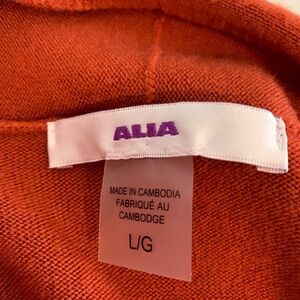 ALIA
MADE IN CAMBODIA
FABRIQUÉ AU
CAMBODGE
L/G